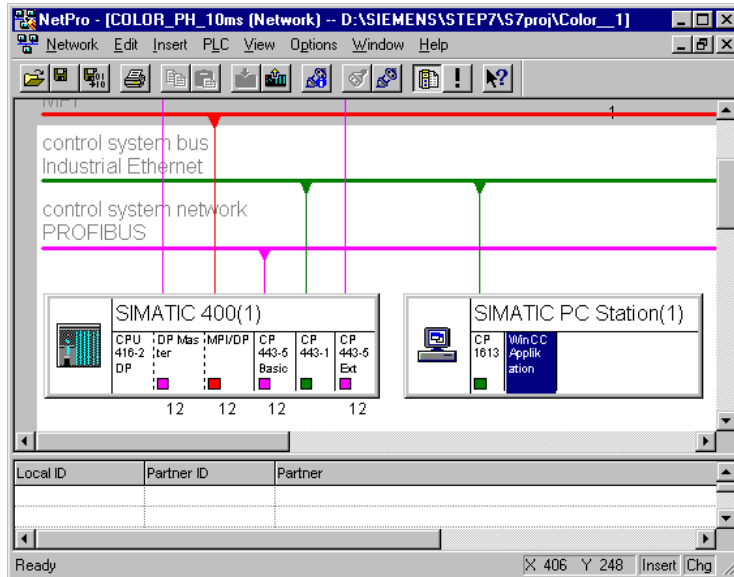 NetPro - [COLOR_PH_10ms (Network) -- D:\SIEMENS\STEP7\S7proj\Color__1]
Network Edit Insert PLC View Options Window Help
MPI
1
control system bus
Industrial Ethernet
control system network
PROFIBUS
SIMATIC 400(1)
CPU 416-2 DP
DP Mas ter
MPI/DP
CP 443-5 Basic
CP 443-1
CP 443-5 Ext
12 12 12 12
SIMATIC PC Station(1)
CP 1613
WinCC Applik ation
Local ID Partner ID Partner
Ready X 406 Y 248 Insert Chg